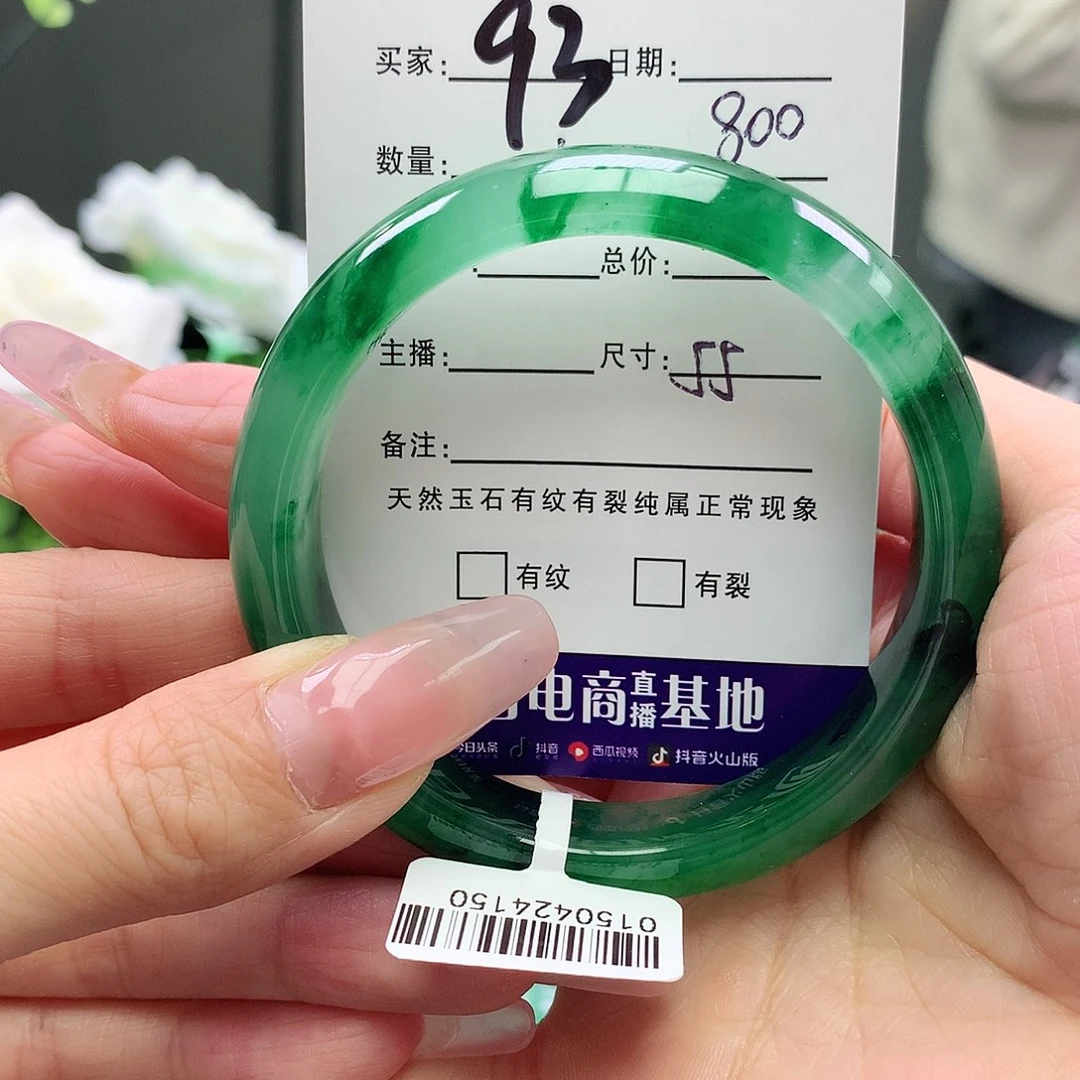 买家: 93 日期:
800
数量:
总价:
主播: 尺寸: 55
备注:
天然玉石有纹有裂纯属正常现象
有纹 有裂
电商直播基地
今日头条 抖音 西瓜视频 抖音火山版
0150424150